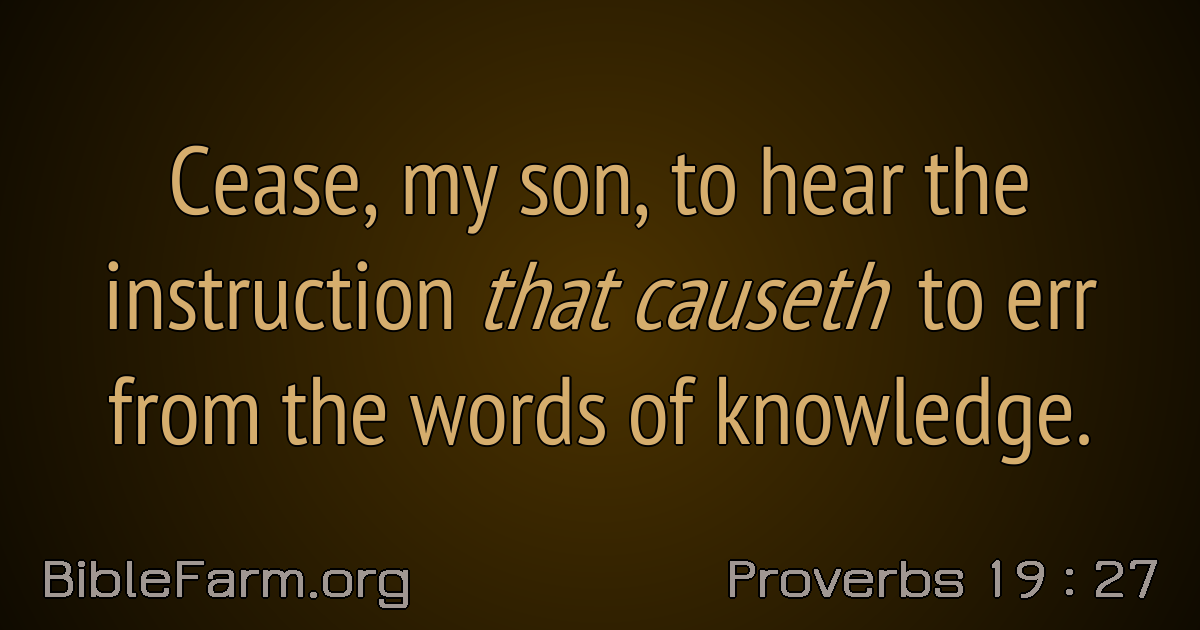 Cease, my son, to hear the
instruction that causeth to err
from the words of knowledge.
BibleFarm.org
Proverbs 19 : 27